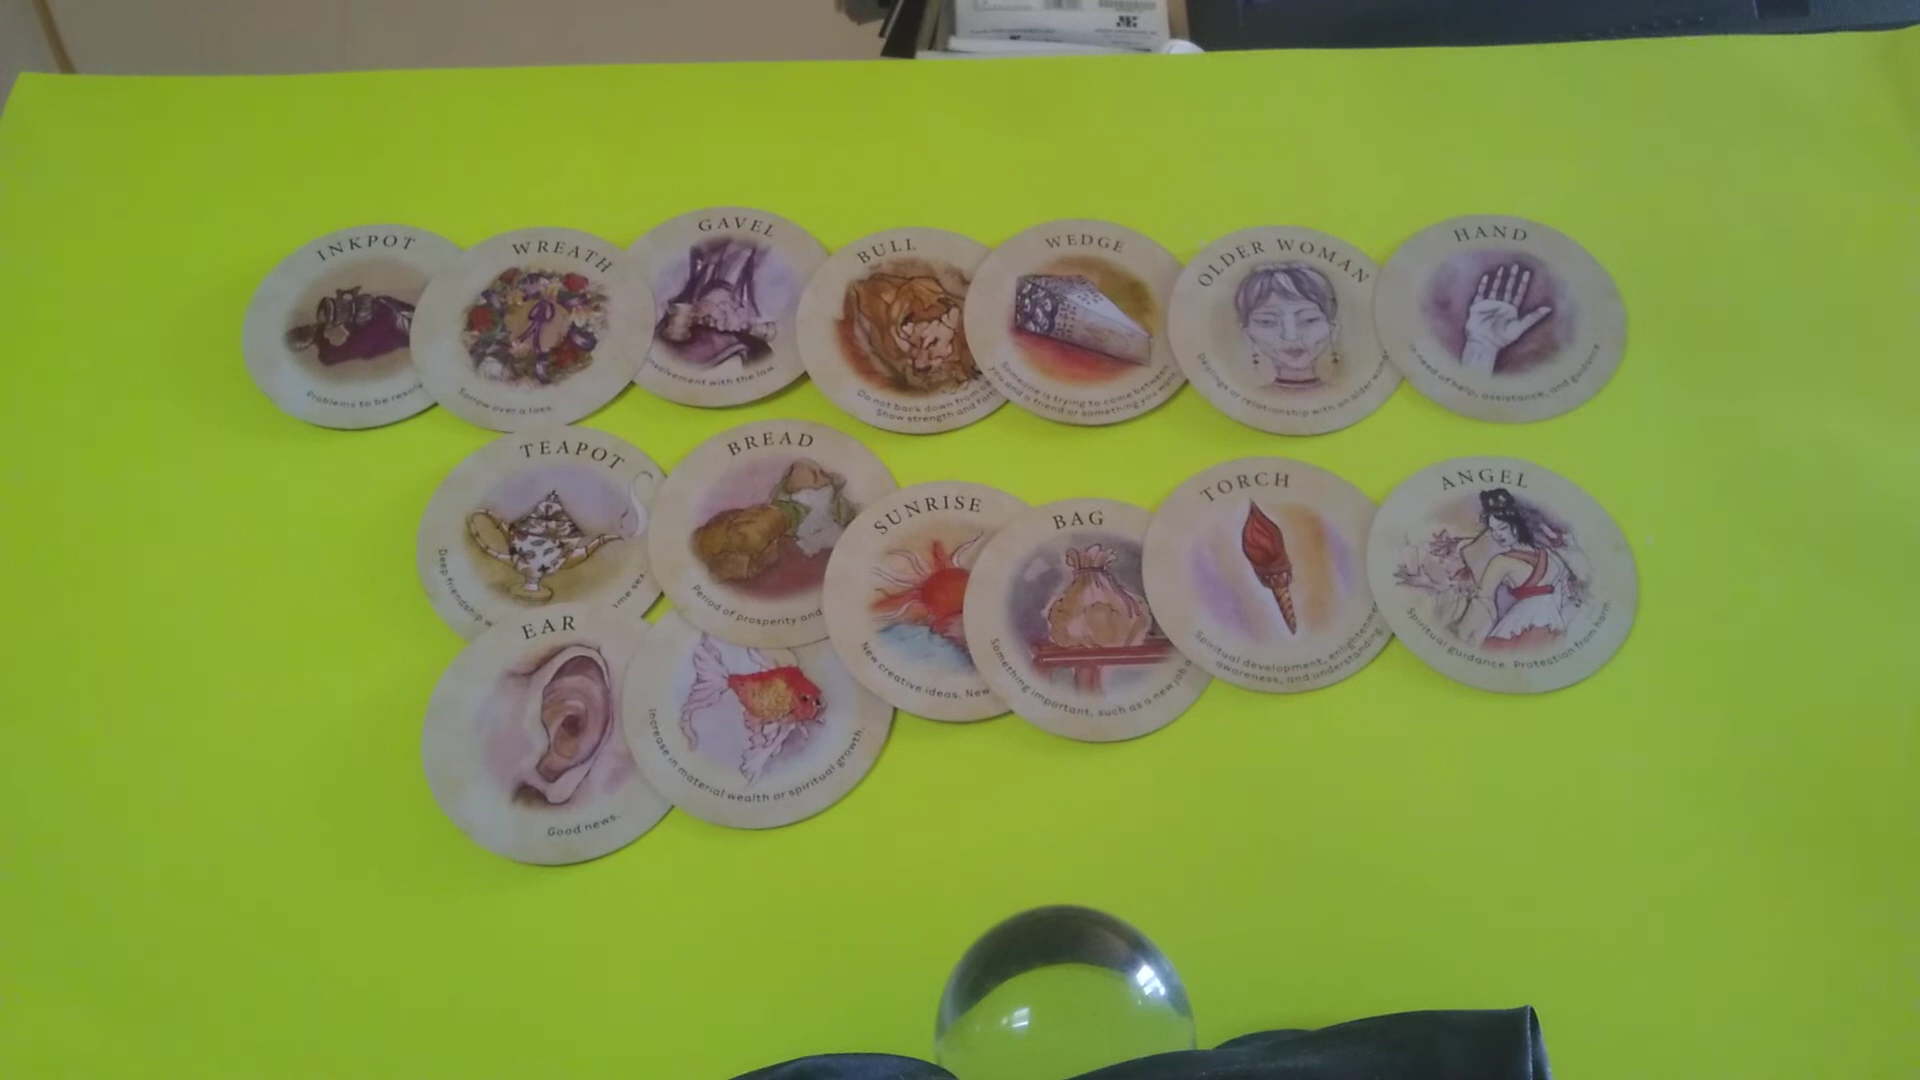 INKPOT
Problems to be
WREATH
Sorrow over a loss
GAVEL
involvement with the law
BULL
Do not back down from
Show strength and
WEDGE
Someone is trying to come between
you and a friend or something you want
OLDER WOMAN
Dealings or relationship with an older
HAND
In need of help, assistance, and guidance
TEAPOT
Deep friendship
BREAD
Period of prosperity and
SUNRISE
New creative ideas. New
BAG
Something important, such as a new job
TORCH
Spiritual development,
awareness, and understanding
ANGEL
Spiritual guidance. Protection from harm
EAR
Good news.
Increase in material wealth or spiritual growth.